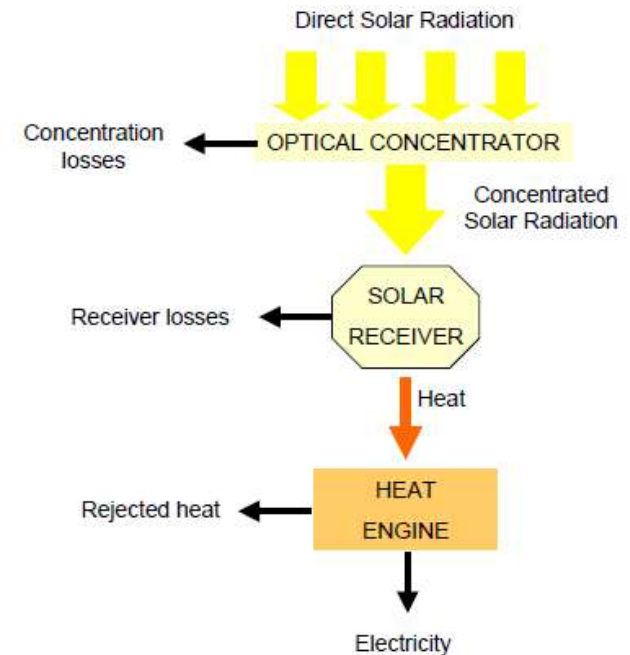 Direct Solar Radiation
Concentration
losses
OPTICAL CONCENTRATOR
Concentrated
Solar Radiation
SOLAR
RECEIVER
Receiver losses
Heat
HEAT
ENGINE
Rejected heat
Electricity